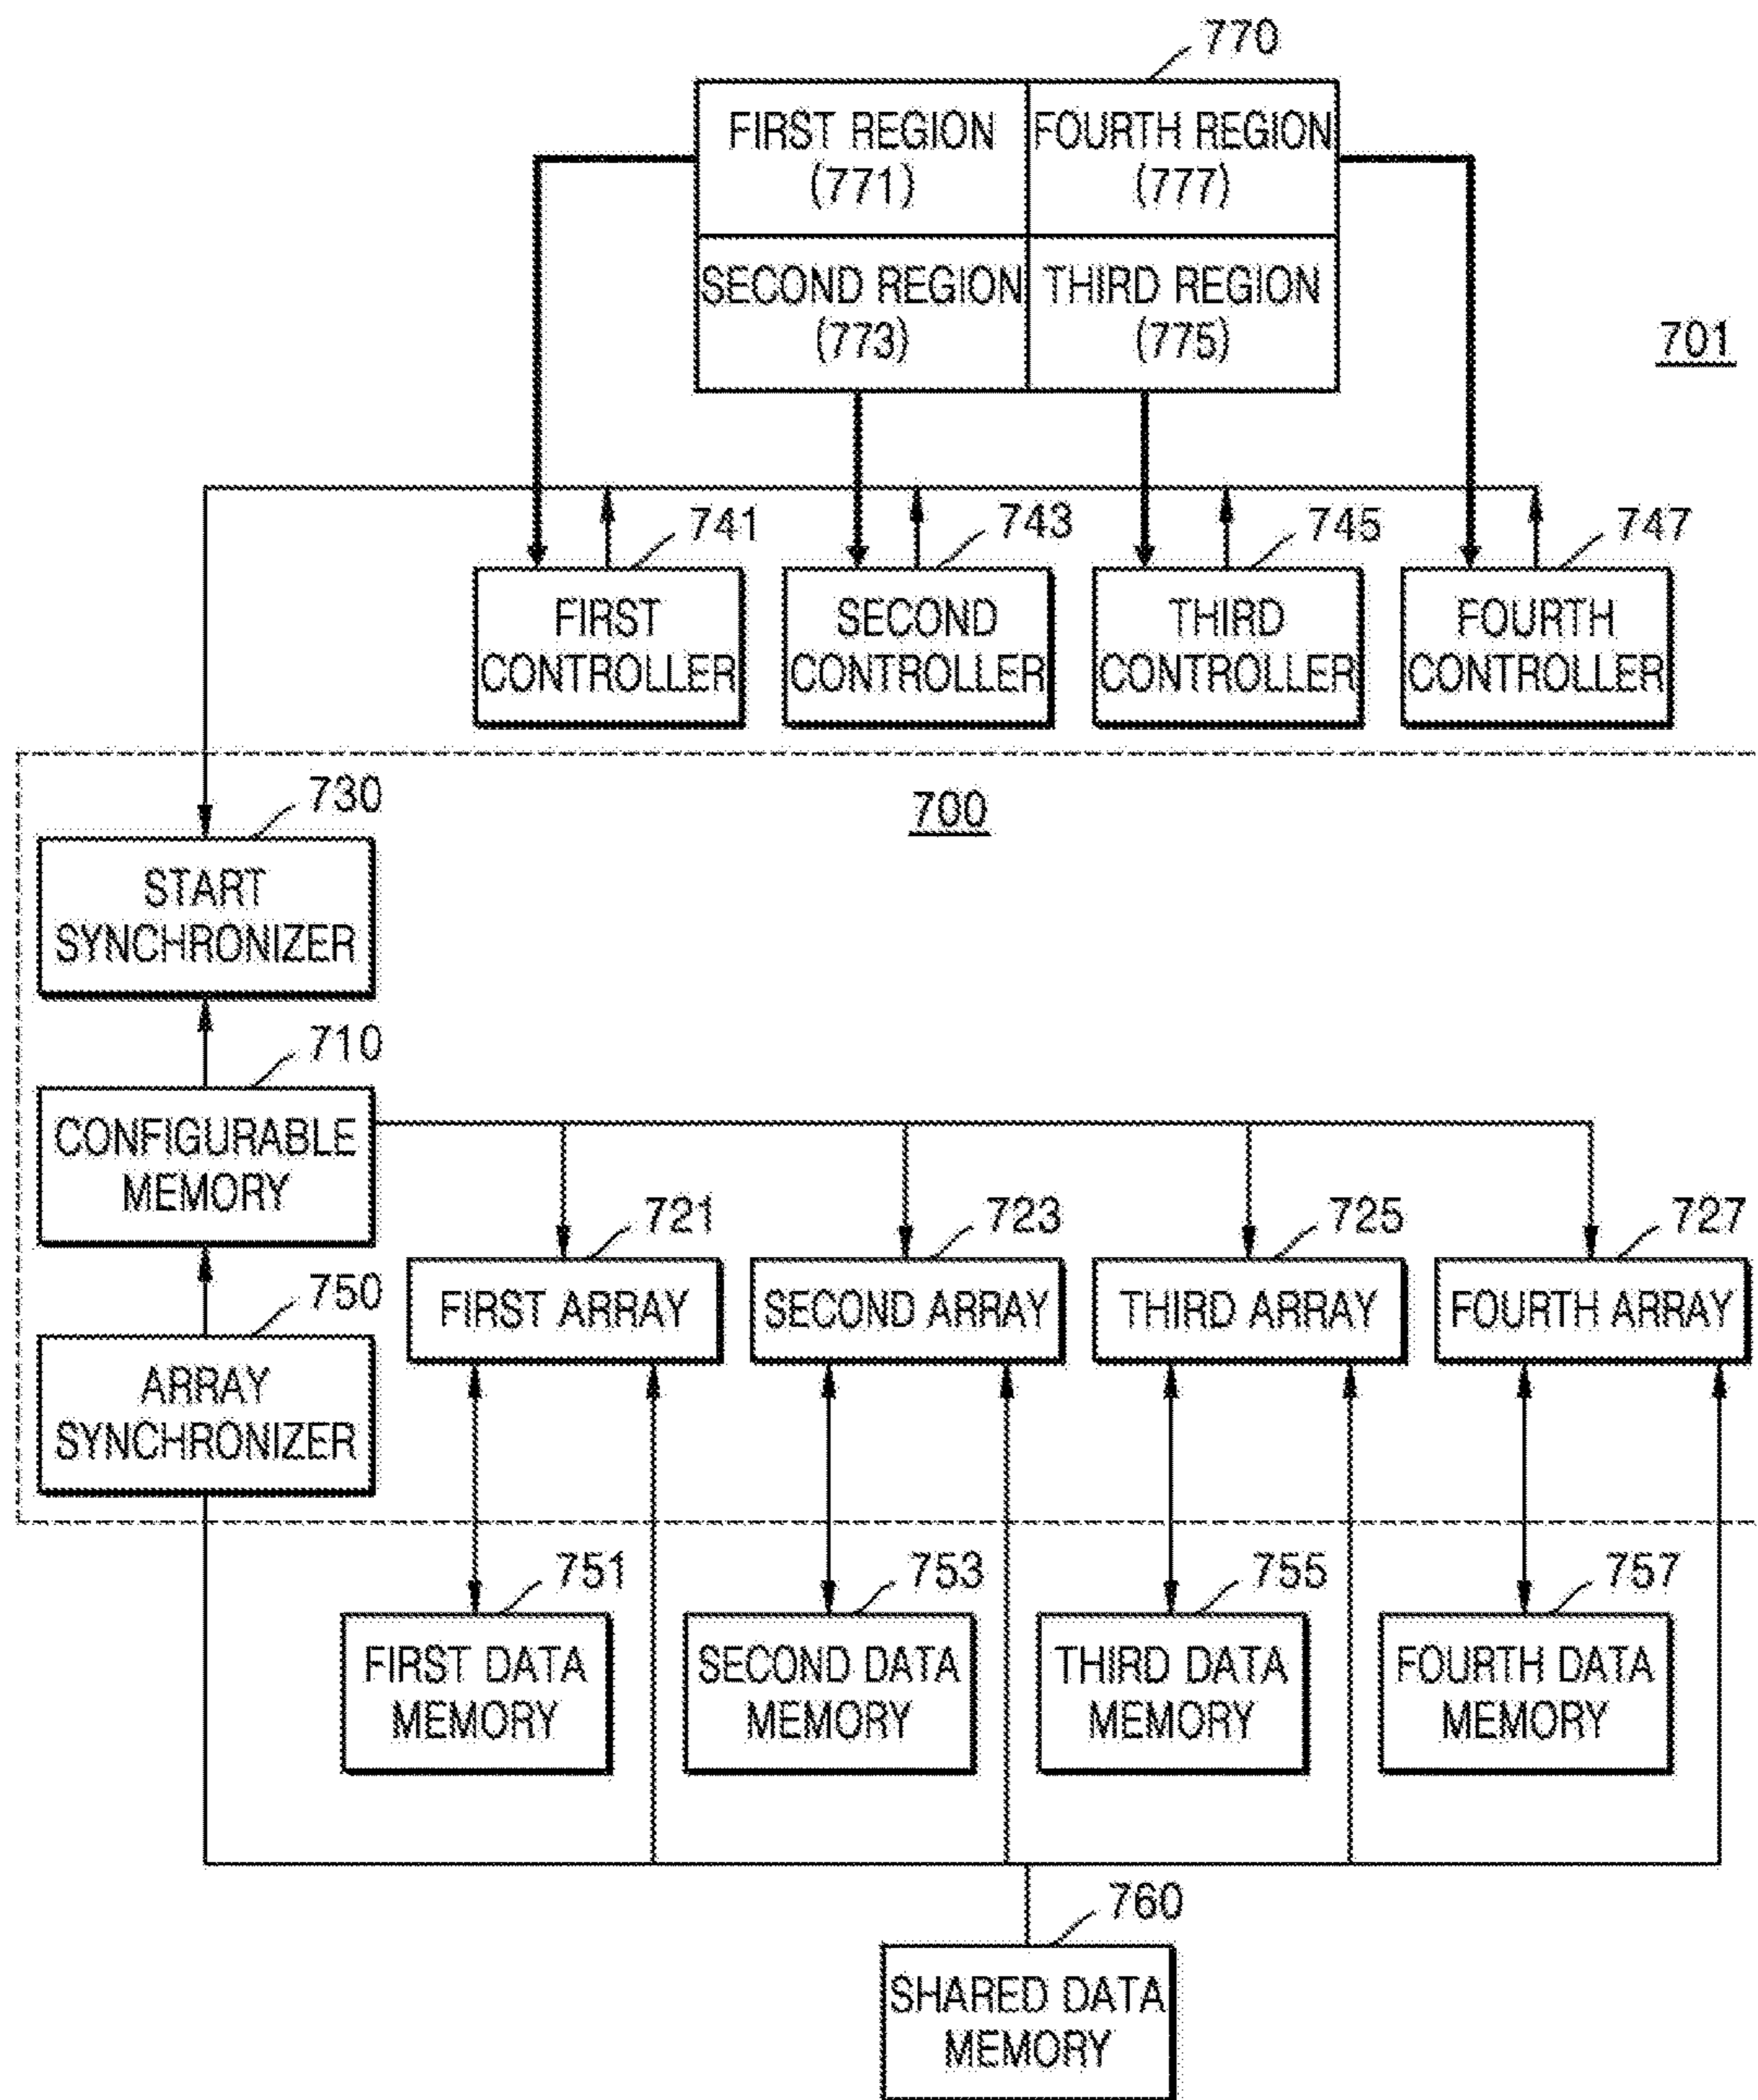 770
FIRST REGION
(771)
FOURTH REGION
(777)
SECOND REGION
(773)
THIRD REGION
(775)
701
741
743
745
747
FIRST
CONTROLLER
SECOND
CONTROLLER
THIRD
CONTROLLER
FOURTH
CONTROLLER
730
700
START
SYNCHRONIZER
710
CONFIGURABLE
MEMORY
721
723
725
727
750
FIRST ARRAY
SECOND ARRAY
THIRD ARRAY
FOURTH ARRAY
ARRAY
SYNCHRONIZER
751
753
755
757
FIRST DATA
MEMORY
SECOND DATA
MEMORY
THIRD DATA
MEMORY
FOURTH DATA
MEMORY
760
SHARED DATA
MEMORY